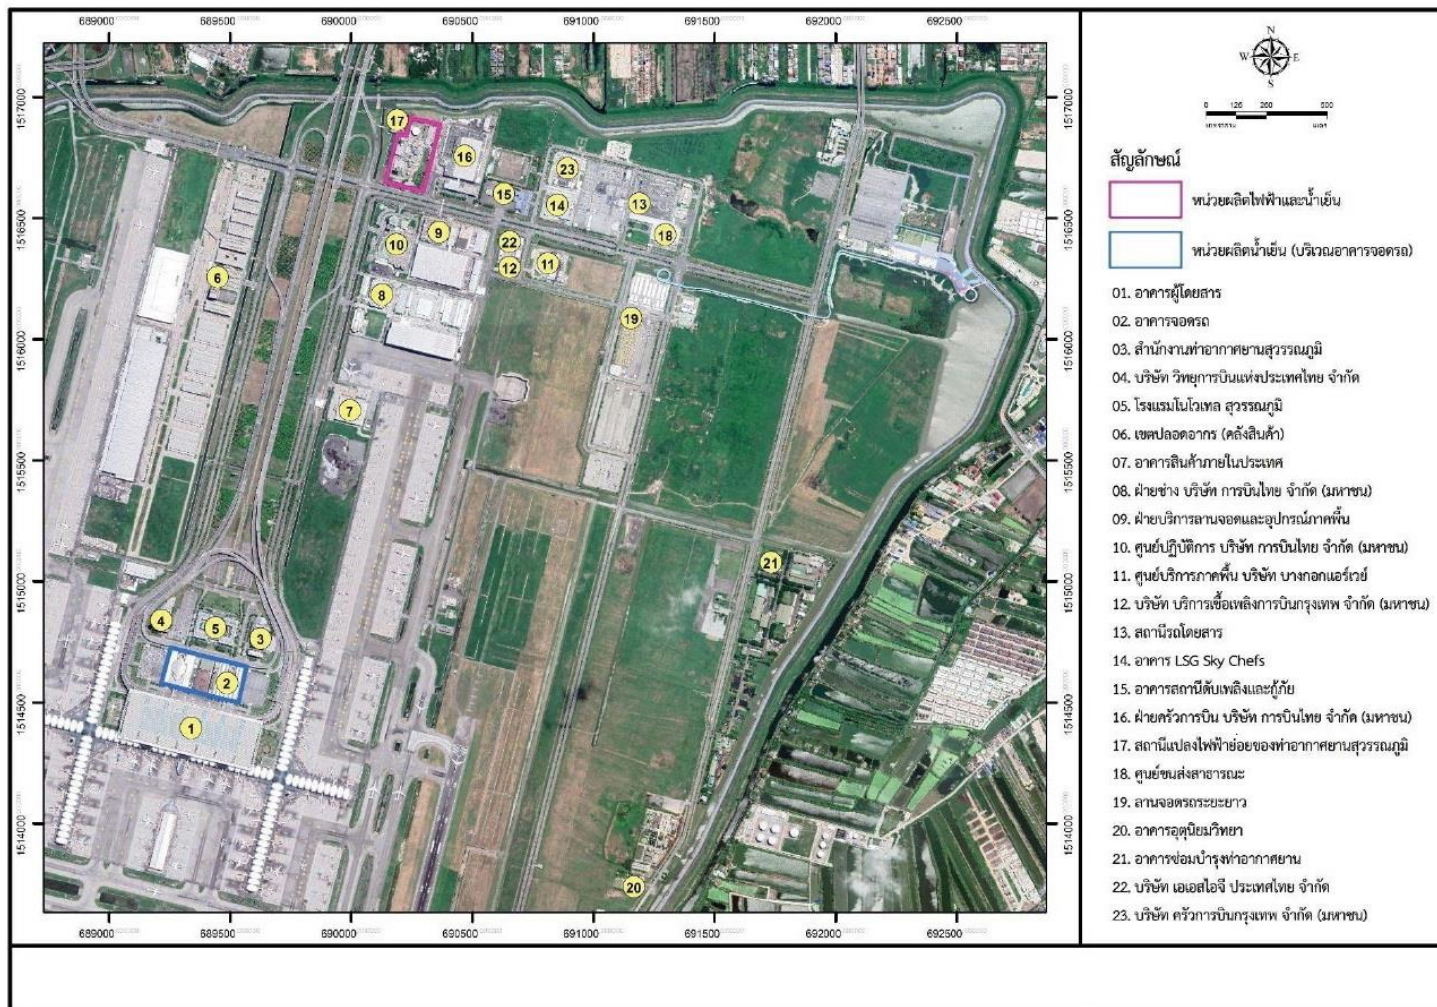 689000 689500 690000 690500 691000 691500 692000 692500
1517000
1516500
1516000
1515500
1515000
1514500
1514000
17
16
23
15
14
13
9
22
18
10
12
11
6
8
19
7
21
4
5
3
2
1
20
1517000
1516500
1516000
1515500
1515000
1514500
1514000
689000 689500 690000 690500 691000 691500 692000 692500
N
W E
S
0 125 250 500
เมตร
สัญลักษณ์
หน่วยผลิตไฟฟ้าและน้ำเย็น
หน่วยผลิตน้ำเย็น (บริเวณอาคารจอดรถ)
01. อาคารผู้โดยสาร
02. อาคารจอดรถ
03. สำนักงานท่าอากาศยานสุวรรณภูมิ
04. บริษัท วิทยุการบินแห่งประเทศไทย จำกัด
05. โรงแรมโนโวเทล สุวรรณภูมิ
06. เขตปลอดอากร (คลังสินค้า)
07. อาคารสินค้าภายในประเทศ
08. ฝ่ายช่าง บริษัท การบินไทย จำกัด (มหาชน)
09. ฝ่ายบริการลานจอดและอุปกรณ์ภาคพื้น
10. ศูนย์ปฏิบัติการ บริษัท การบินไทย จำกัด (มหาชน)
11. ศูนย์บริการภาคพื้น บริษัท บางกอกแอร์เวย์
12. บริษัท บริการเชื้อเพลิงการบินกรุงเทพ จำกัด (มหาชน)
13. สถานีรถโดยสาร
14. อาคาร LSG Sky Chefs
15. อาคารสถานีดับเพลิงและกู้ภัย
16. ฝ่ายครัวการบิน บริษัท การบินไทย จำกัด (มหาชน)
17. สถานีแปลงไฟฟ้าย่อยของท่าอากาศยานสุวรรณภูมิ
18. ศูนย์ขนส่งสาธารณะ
19. ลานจอดรถระยะยาว
20. อาคารอุตุนิยมวิทยา
21. อาคารซ่อมบำรุงท่าอากาศยาน
22. บริษัท เอเอสไอจี ประเทศไทย จำกัด
23. บริษัท ครัวการบินกรุงเทพ จำกัด (มหาชน)